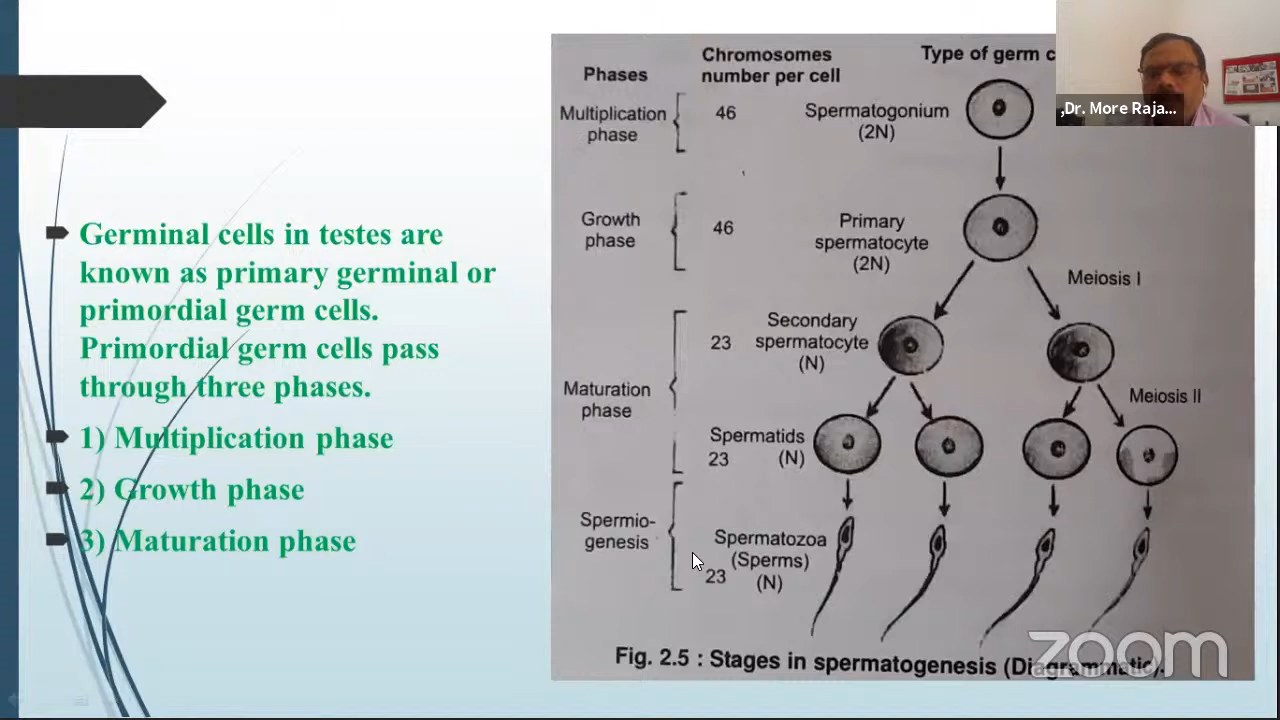 Germinal cells in testes are
known as primary germinal or
primordial germ cells.
Primordial germ cells pass
through three phases.
1) Multiplication phase
2) Growth phase
3) Maturation phase
Phases
Chromosomes
number per cell
Type of germ c
Multiplication
phase
46
Spermatogonium
(2N)
Growth
phase
46
Primary
spermatocyte
(2N)
Meiosis I
Maturation
phase
23
Secondary
spermatocyte
(N)
Meiosis II
Spermatids
23 (N)
Spermio-
genesis
Spermatozoa
(Sperms)
23 (N)
Fig. 2.5 : Stages in spermatogenesis (Diagrammatic).
,Dr. More Raja...
zoom